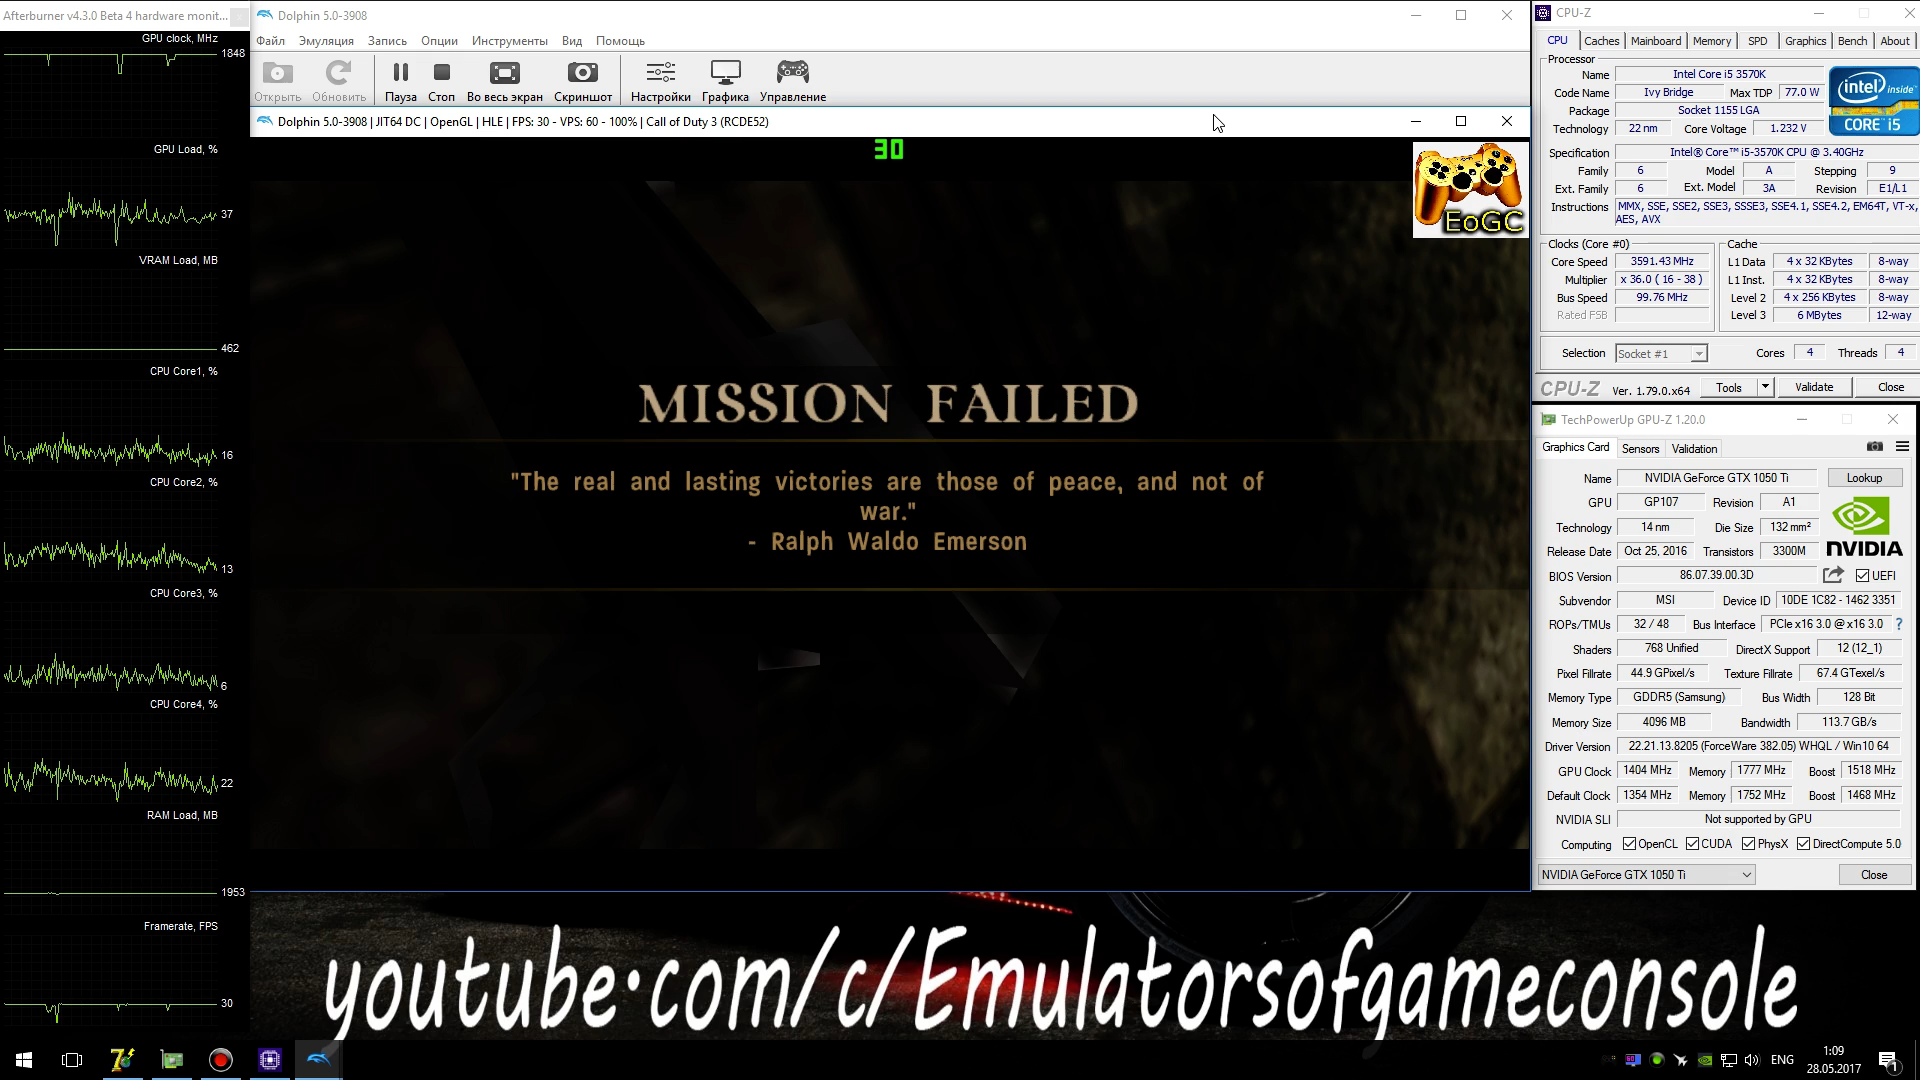 Afterburner v4.3.0 Beta 4 hardware monit...
GPU clock, MHz
1848
GPU Load, %
37
VRAM Load, MB
462
CPU Core1, %
16
CPU Core2, %
13
CPU Core3, %
6
CPU Core4, %
22
RAM Load, MB
1953
Framerate, FPS
30
Dolphin 5.0-3908
Файл Эмуляция Запись Опции Инструменты Вид Помощь
Открыть Обновить Пауза Стоп Во весь экран Скриншот Настройки Графика Управление
Dolphin 5.0-3908 | JIT64 DC | OpenGL | HLE | FPS: 30 - VPS: 60 - 100% | Call of Duty 3 (RCDE52)
30
EoGC
MISSION FAILED
"The real and lasting victories are those of peace, and not of
war."
- Ralph Waldo Emerson
youtube.com/c/Emulatorsofgameconsole
CPU-Z
CPU Caches Mainboard Memory SPD Graphics Bench About
Processor
Name Intel Core i5 3570K
Code Name Ivy Bridge Max TDP 77.0 W
Package Socket 1155 LGA
Technology 22 nm Core Voltage 1.232 V
intel inside™
CORE i5
Specification Intel® Core™ i5-3570K CPU @ 3.40GHz
Family 6 Model A Stepping 9
Ext. Family 6 Ext. Model 3A Revision E1/L1
Instructions MMX, SSE, SSE2, SSE3, SSSE3, SSE4.1, SSE4.2, EM64T, VT-x,
AES, AVX
Clocks (Core #0) Cache
Core Speed 3591.43 MHz L1 Data 4 x 32 KBytes 8-way
Multiplier x 36.0 ( 16 - 38 ) L1 Inst. 4 x 32 KBytes 8-way
Bus Speed 99.76 MHz Level 2 4 x 256 KBytes 8-way
Rated FSB Level 3 6 MBytes 12-way
Selection Socket #1 Cores 4 Threads 4
CPU-Z Ver. 1.79.0.x64 Tools Validate Close
TechPowerUp GPU-Z 1.20.0
Graphics Card Sensors Validation
Name NVIDIA GeForce GTX 1050 Ti Lookup
GPU GP107 Revision A1
Technology 14 nm Die Size 132 mm²
Release Date Oct 25, 2016 Transistors 3300M
NVIDIA
BIOS Version 86.07.39.00.3D UEFI
Subvendor MSI Device ID 10DE 1C82 - 1462 3351
ROPs/TMUs 32 / 48 Bus Interface PCIe x16 3.0 @ x16 3.0 ?
Shaders 768 Unified DirectX Support 12 (12_1)
Pixel Fillrate 44.9 GPixel/s Texture Fillrate 67.4 GTexel/s
Memory Type GDDR5 (Samsung) Bus Width 128 Bit
Memory Size 4096 MB Bandwidth 113.7 GB/s
Driver Version 22.21.13.8205 (ForceWare 382.05) WHQL / Win10 64
GPU Clock 1404 MHz Memory 1777 MHz Boost 1518 MHz
Default Clock 1354 MHz Memory 1752 MHz Boost 1468 MHz
NVIDIA SLI Not supported by GPU
Computing OpenCL CUDA PhysX DirectCompute 5.0
NVIDIA GeForce GTX 1050 Ti Close
ENG
1:09
28.05.2017
1